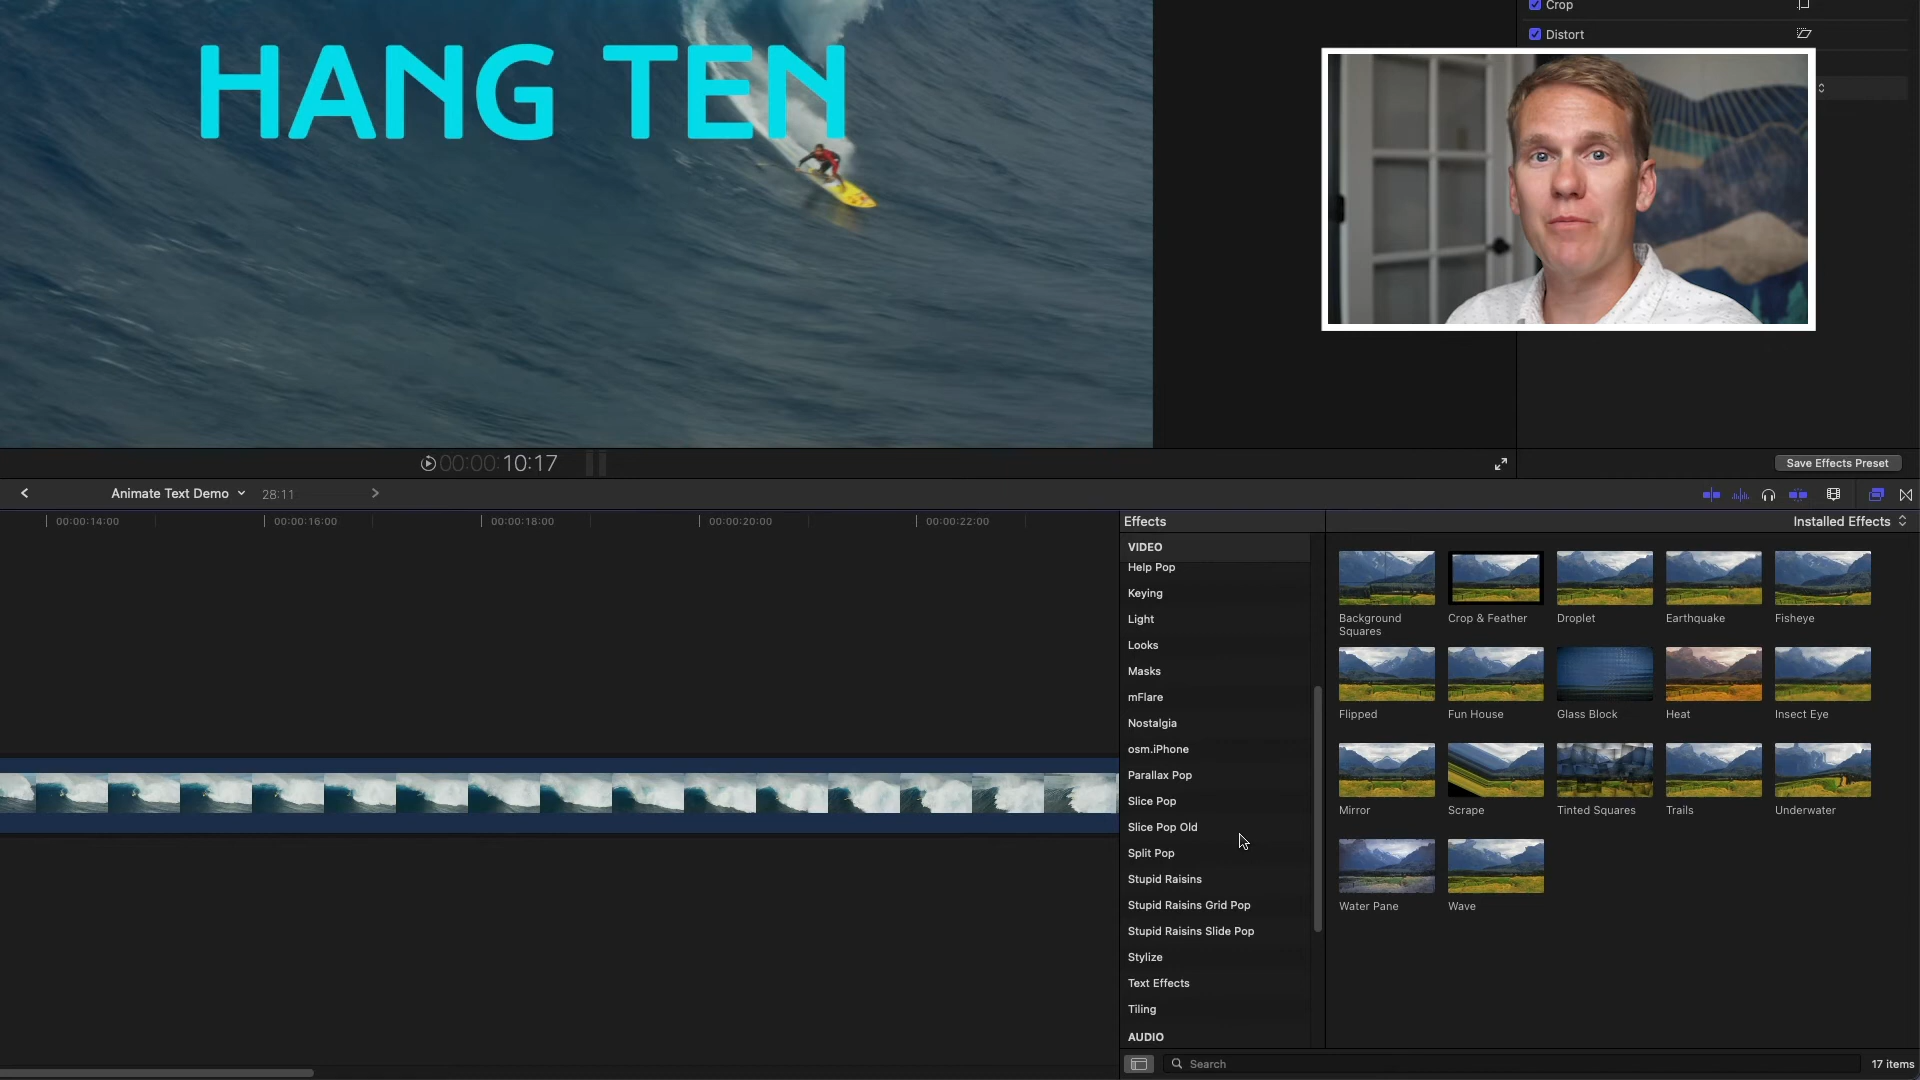 Crop
Distort
HANG TEN
00:00:10:17
Save Effects Preset
Animate Text Demo
28:11
00:00:14:00
00:00:16:00
00:00:18:00
00:00:20:00
00:00:22:00
Effects
Installed Effects
VIDEO
Help Pop
Keying
Light
Looks
Masks
mFlare
Nostalgia
osm.iPhone
Parallax Pop
Slice Pop
Slice Pop Old
Split Pop
Stupid Raisins
Stupid Raisins Grid Pop
Stupid Raisins Slide Pop
Stylize
Text Effects
Tiling
AUDIO
Background
Squares
Crop & Feather
Droplet
Earthquake
Fisheye
Flipped
Fun House
Glass Block
Heat
Insect Eye
Mirror
Scrape
Tinted Squares
Trails
Underwater
Water Pane
Wave
Search
17 items